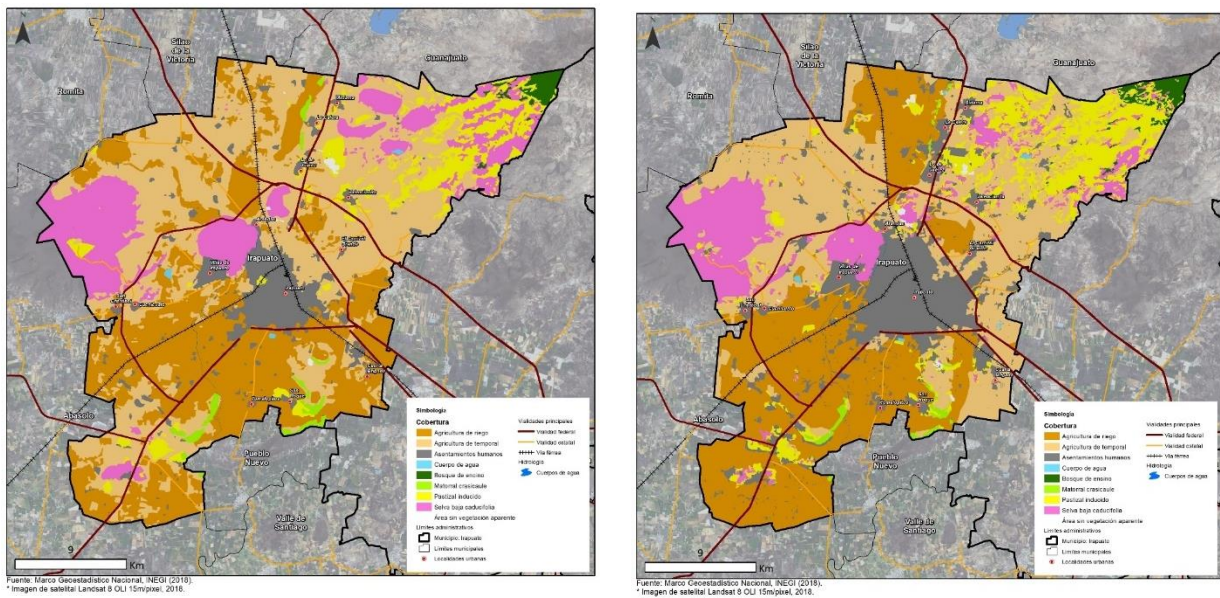 Silao
de la
Victoria
Guanajuato
Romita
Irapuato
Abasolo
Pueblo
Nuevo
Valle de
Santiago
9
Km
Simbología
Cobertura
Agricultura de riego
Agricultura de temporal
Asentamientos humanos
Cuerpo de agua
Bosque de encino
Matorral crasicaule
Pastizal inducido
Selva baja caducifolia
Área sin vegetación aparente
Límites administrativos
Municipio: Irapuato
Límites municipales
Localidades urbanas
Vialidades principales
Vialidad federal
Vialidad estatal
Vía férrea
Hidrología
Cuerpos de agua
Fuente: Marco Geoestadístico Nacional, INEGI (2018).
* Imagen de satelital Landsat 8 OLI 15m/pixel, 2018.
Silao
de la
Victoria
Guanajuato
Romita
Irapuato
Abasolo
Pueblo
Nuevo
Valle de
Santiago
9
Km
Simbología
Cobertura
Agricultura de riego
Agricultura de temporal
Asentamientos humanos
Cuerpo de agua
Bosque de encino
Matorral crasicaule
Pastizal inducido
Selva baja caducifolia
Área sin vegetación aparente
Límites administrativos
Municipio: Irapuato
Límites municipales
Localidades urbanas
Vialidades principales
Vialidad federal
Vialidad estatal
Vía férrea
Hidrología
Cuerpos de agua
Fuente: Marco Geoestadístico Nacional, INEGI (2018).
* Imagen de satelital Landsat 8 OLI 15m/pixel, 2018.